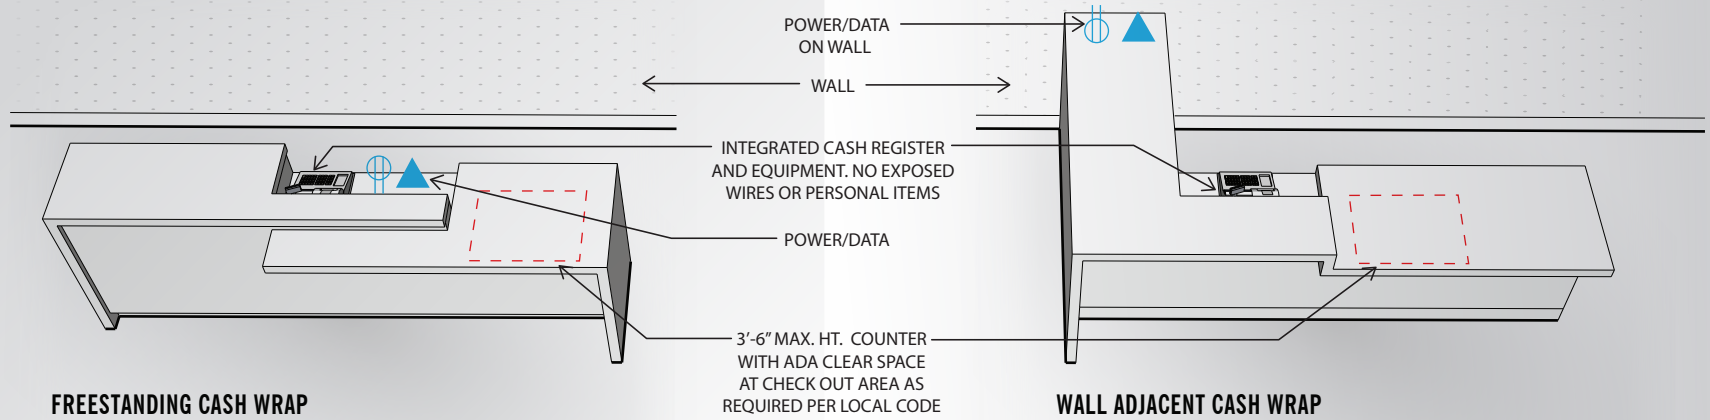 POWER/DATA
ON WALL
WALL
INTEGRATED CASH REGISTER
AND EQUIPMENT. NO EXPOSED
WIRES OR PERSONAL ITEMS
POWER/DATA
3’-6” MAX. HT. COUNTER
WITH ADA CLEAR SPACE
AT CHECK OUT AREA AS
REQUIRED PER LOCAL CODE
FREESTANDING CASH WRAP
WALL ADJACENT CASH WRAP